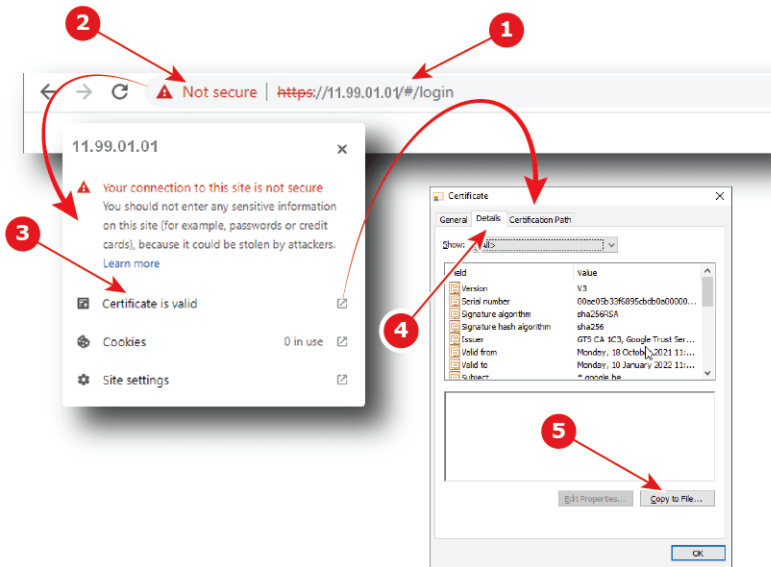 2
1
Not secure | https://11.99.01.01/#/login
11.99.01.01
Your connection to this site is not secure
You should not enter any sensitive information
on this site (for example, passwords or credit
cards), because it could be stolen by attackers.
Learn more
3
Certificate is valid
Cookies 0 in use
Site settings
Certificate
General Details Certification Path
Show:
Value
Version V3
Serial number 00ae05b33f6895cbdb0a00000...
Signature algorithm sha256RSA
Signature hash algorithm sha256
Issuer GTS CA 1C3, Google Trust Ser...
Valid from Monday, 18 October 2021 11:...
Valid to Monday, 10 January 2022 11:...
Subject *.google.be
4
5
Edit Properties... Copy to File...
OK